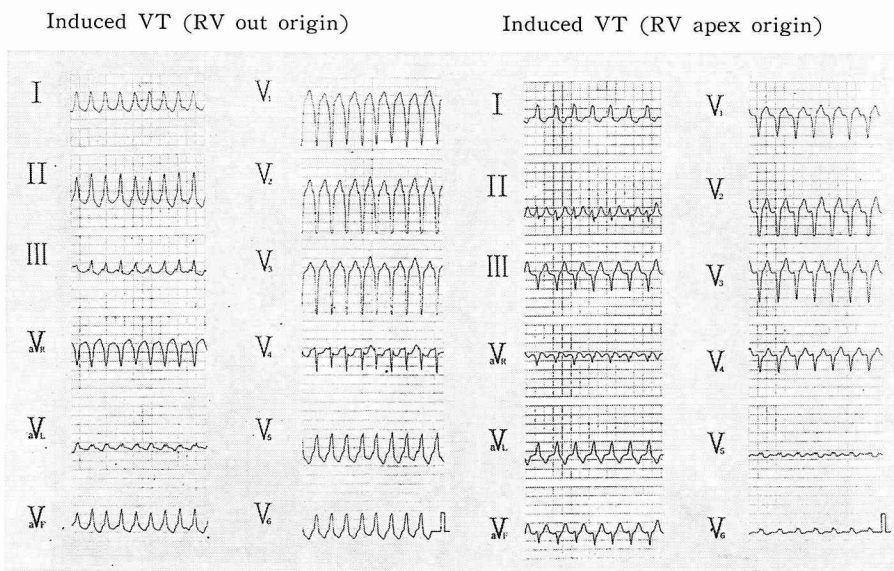 Induced VT (RV out origin)
I
II
III
aVR
aVL
aVF
V1
V2
V3
V4
V5
V6
Induced VT (RV apex origin)
I
II
III
aVR
aVL
aVF
V1
V2
V3
V4
V5
V6